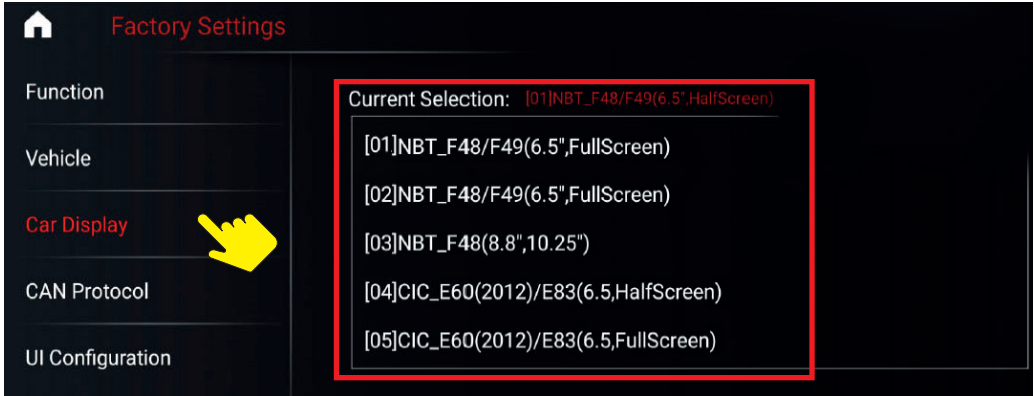 Factory Settings
Function
Vehicle
Car Display
CAN Protocol
UI Configuration
Current Selection: [01]NBT_F48/F49(6.5",HalfScreen)
[01]NBT_F48/F49(6.5",FullScreen)
[02]NBT_F48/F49(6.5",FullScreen)
[03]NBT_F48(8.8",10.25")
[04]CIC_E60(2012)/E83(6.5,HalfScreen)
[05]CIC_E60(2012)/E83(6.5,FullScreen)